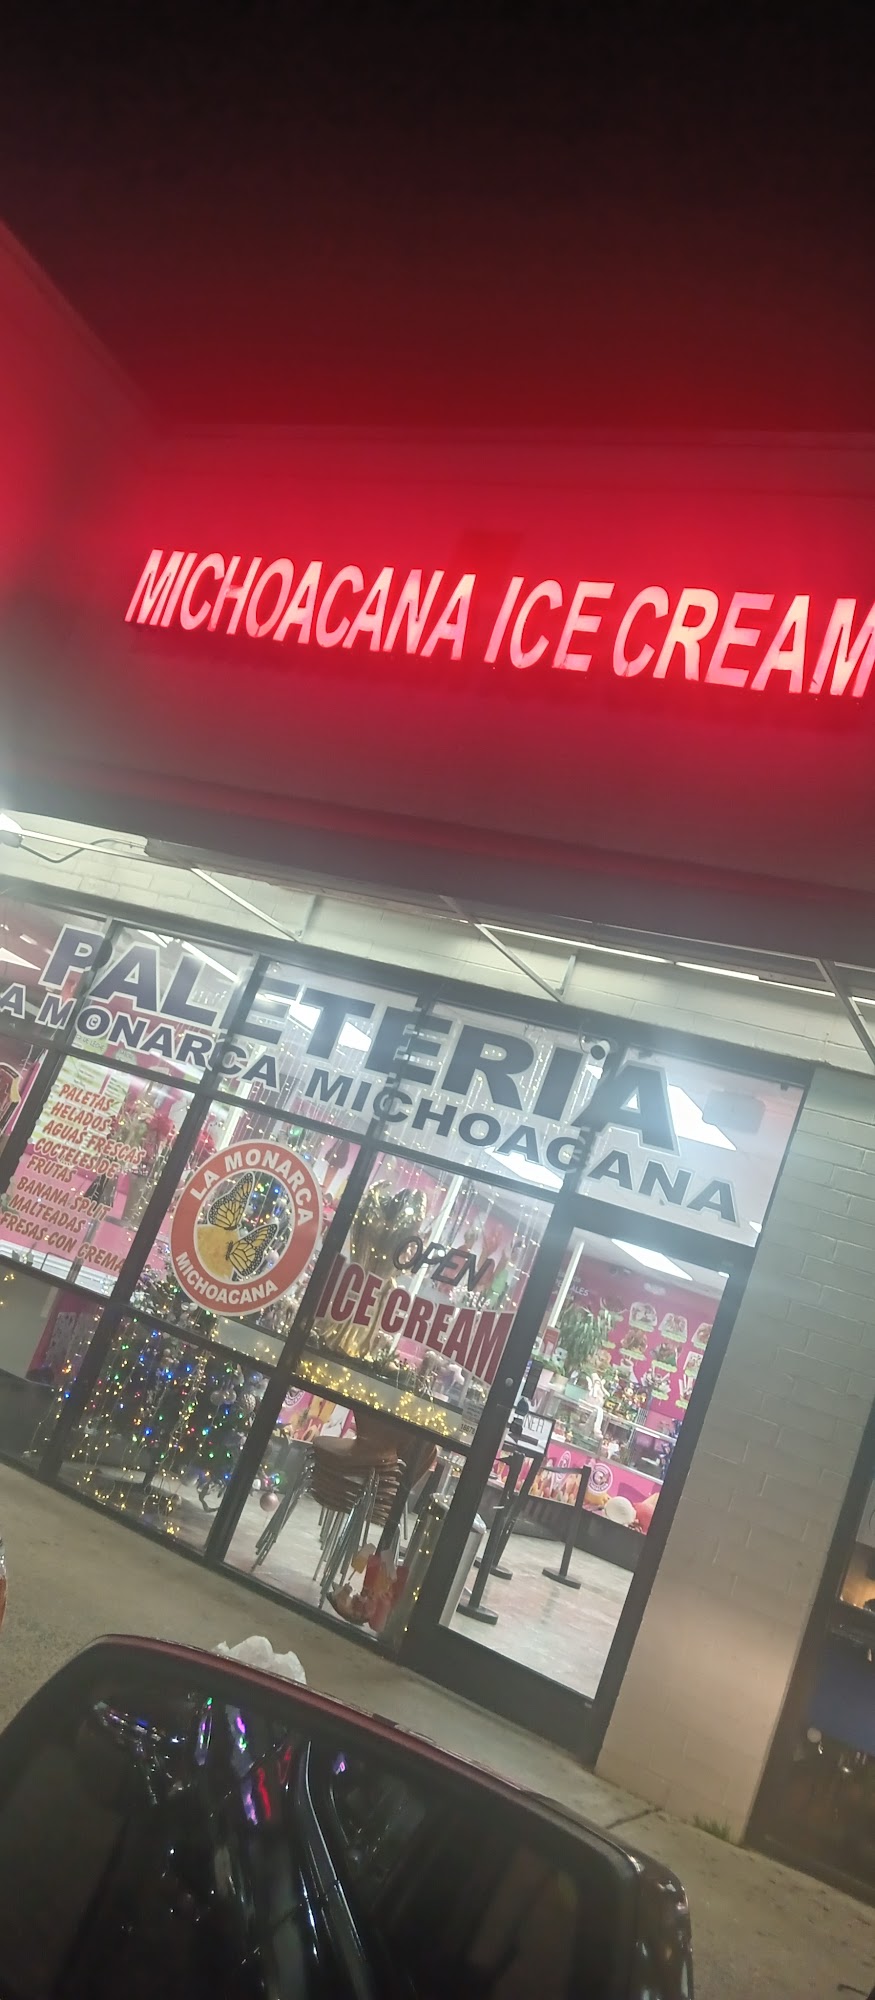 MICHOACANA ICE CREAM
PALETERIA
A MONARCA MICHOACANA
PALETAS
HELADOS
AGUAS FRESCAS
COCTELES DE
FRUTAS
BANANA SPLIT
MALTEADAS
FRESAS CON CREMA
LA MONARCA
MICHOACANA
OPEN
ICE CREAM